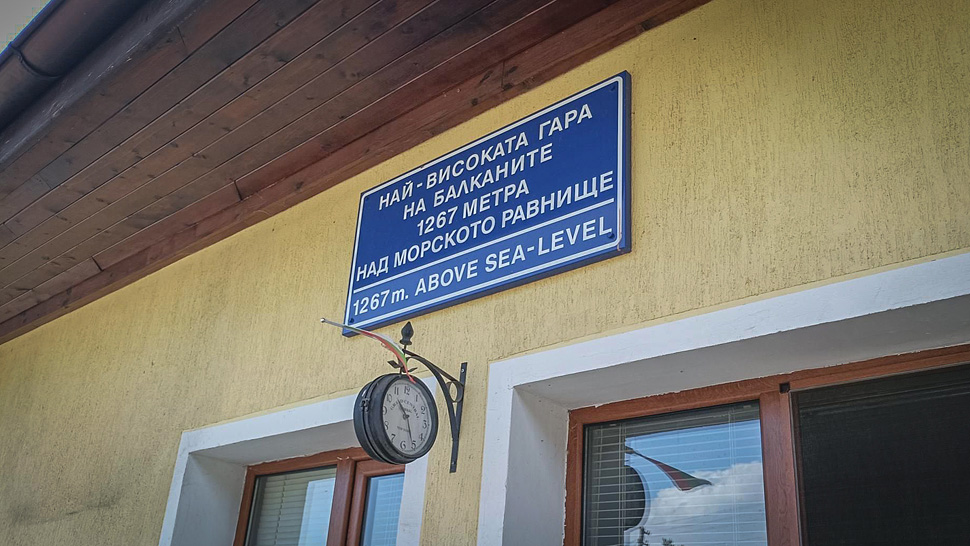 НАЙ-ВИСОКАТА ГАРА
НА БАЛКАНИТЕ
1267 МЕТРА
НАД МОРСКОТО РАВНИЩЕ
1267m. ABOVE SEA-LEVEL